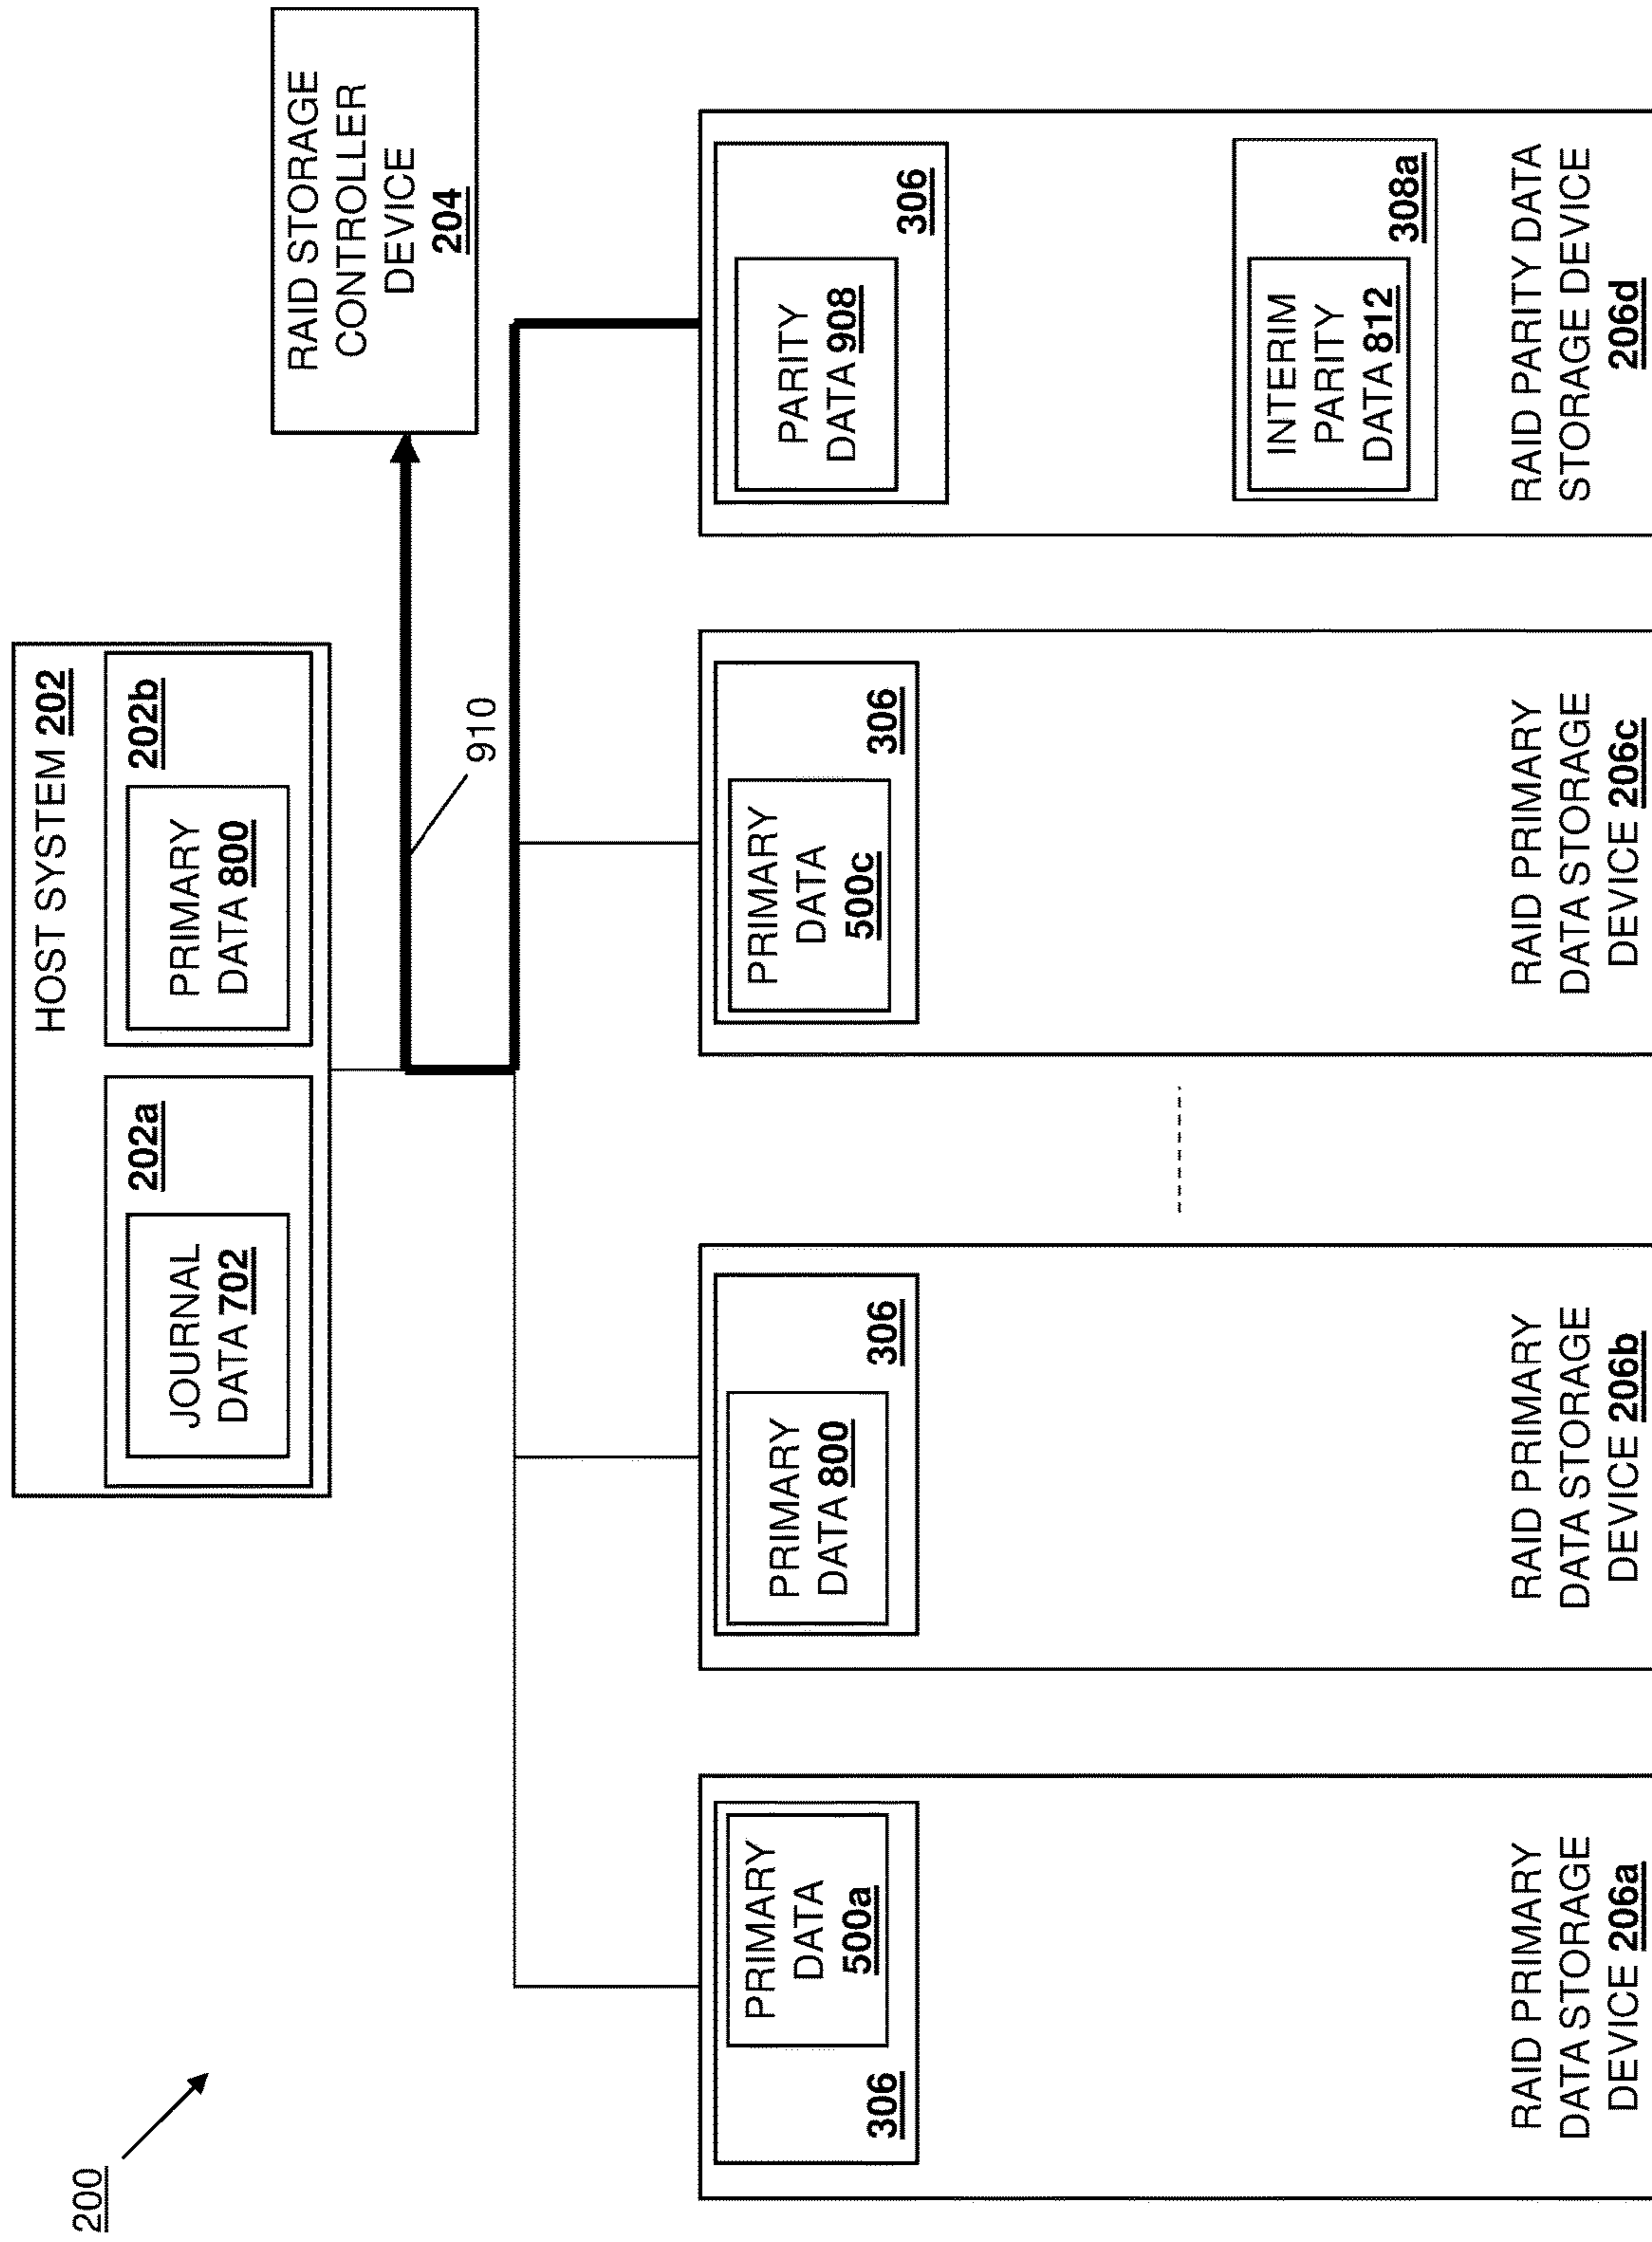 200
HOST SYSTEM 202
202a
JOURNAL
DATA 702
202b
PRIMARY
DATA 800
RAID STORAGE
CONTROLLER
DEVICE
204
910
306
PRIMARY
DATA
500a
RAID PRIMARY
DATA STORAGE
DEVICE 206a
PRIMARY
DATA 800
306
RAID PRIMARY
DATA STORAGE
DEVICE 206b
PRIMARY
DATA
500c
306
RAID PRIMARY
DATA STORAGE
DEVICE 206c
PARITY
DATA 908
306
INTERIM
PARITY
DATA 812
308a
RAID PARITY DATA
STORAGE DEVICE
206d